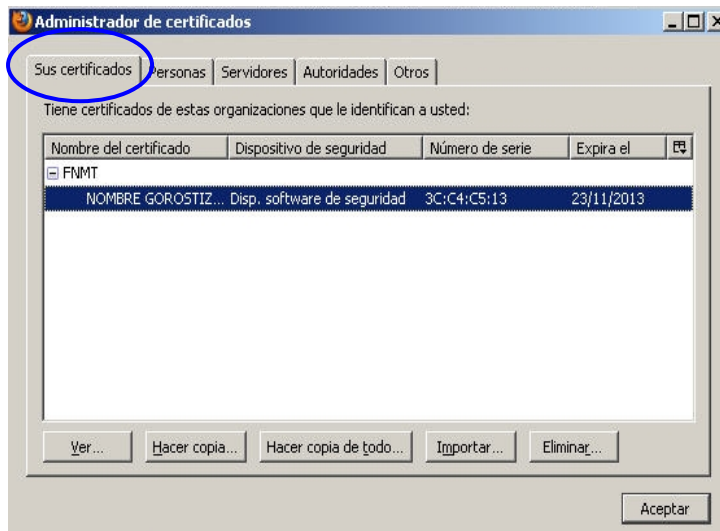 Administrador de certificados
Sus certificados Personas Servidores Autoridades Otros
Tiene certificados de estas organizaciones que le identifican a usted:
Nombre del certificado Dispositivo de seguridad Número de serie Expira el
FNMT
NOMBRE GOROSTIZ... Disp. software de seguridad 3C:C4:C5:13 23/11/2013
Ver... Hacer copia... Hacer copia de todo... Importar... Eliminar...
Aceptar